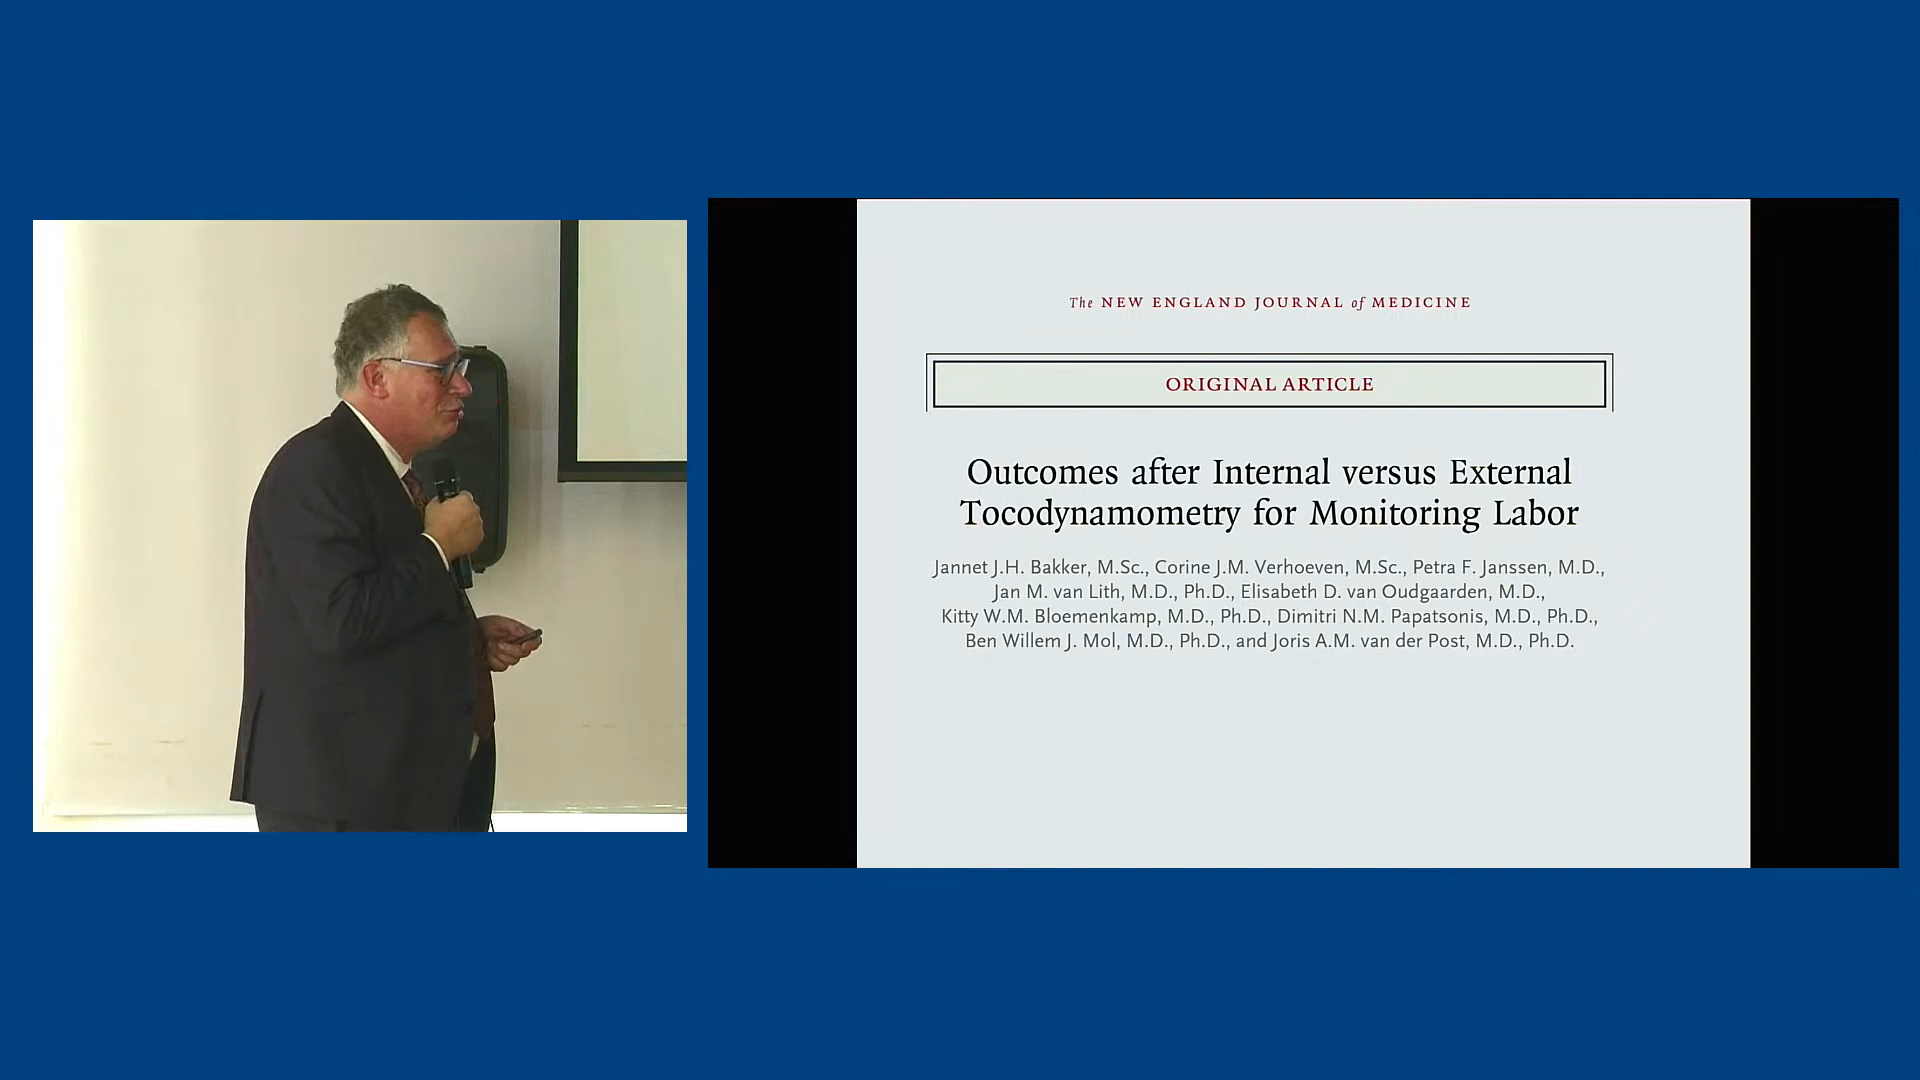 The NEW ENGLAND JOURNAL of MEDICINE
ORIGINAL ARTICLE
Outcomes after Internal versus External
Tocodynamometry for Monitoring Labor
Jannet J.H. Bakker, M.Sc., Corine J.M. Verhoeven, M.Sc., Petra F. Janssen, M.D.,
Jan M. van Lith, M.D., Ph.D., Elisabeth D. van Oudgaarden, M.D.,
Kitty W.M. Bloemenkamp, M.D., Ph.D., Dimitri N.M. Papatsonis, M.D., Ph.D.,
Ben Willem J. Mol, M.D., Ph.D., and Joris A.M. van der Post, M.D., Ph.D.